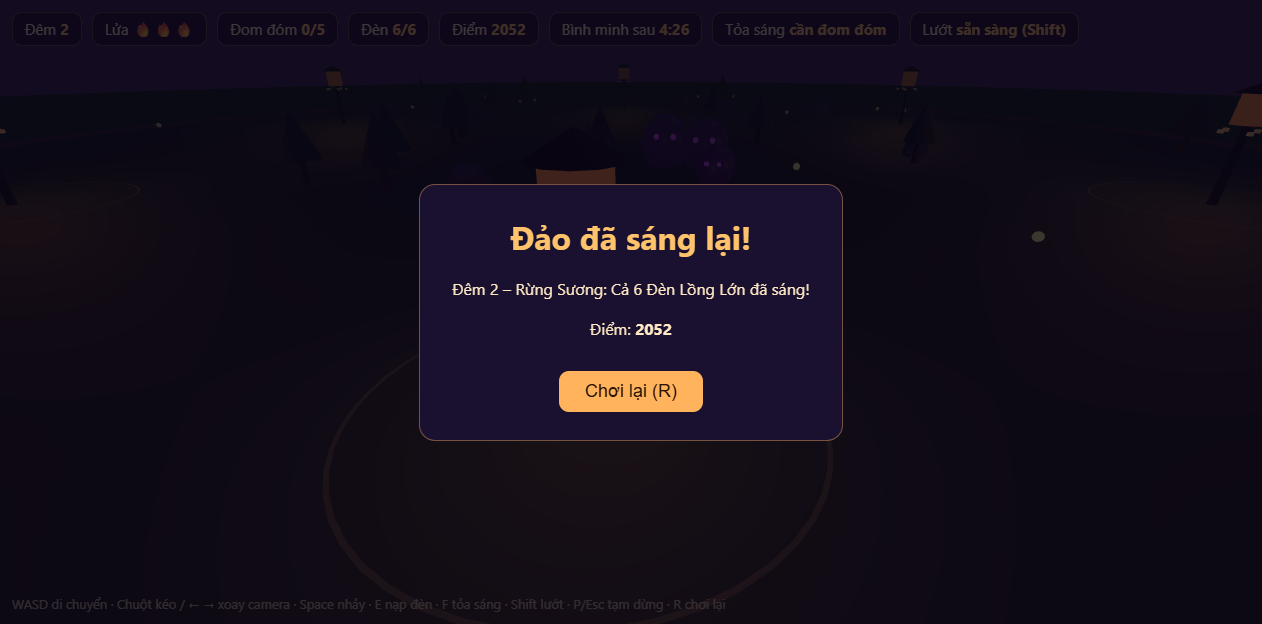 Đêm 2 Lửa 🔥🔥🔥 Đom đóm 0/5 Đèn 6/6 Điểm 2052 Bình minh sau 4:26 Tỏa sáng cần đom đóm Lướt sẵn sàng (Shift)
Đảo đã sáng lại!
Đêm 2 – Rừng Sương: Cả 6 Đèn Lồng Lớn đã sáng!
Điểm: 2052
Chơi lại (R)
WASD di chuyển · Chuột kéo / ← → xoay camera · Space nhảy · E nạp đèn · F tỏa sáng · Shift lướt · P/Esc tạm dừng · R chơi lại